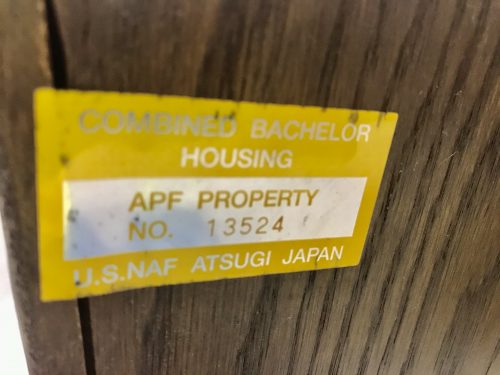 COMBINED BACHELOR
HOUSING
APF PROPERTY
NO. 13524
U.S.NAF ATSUGI JAPAN